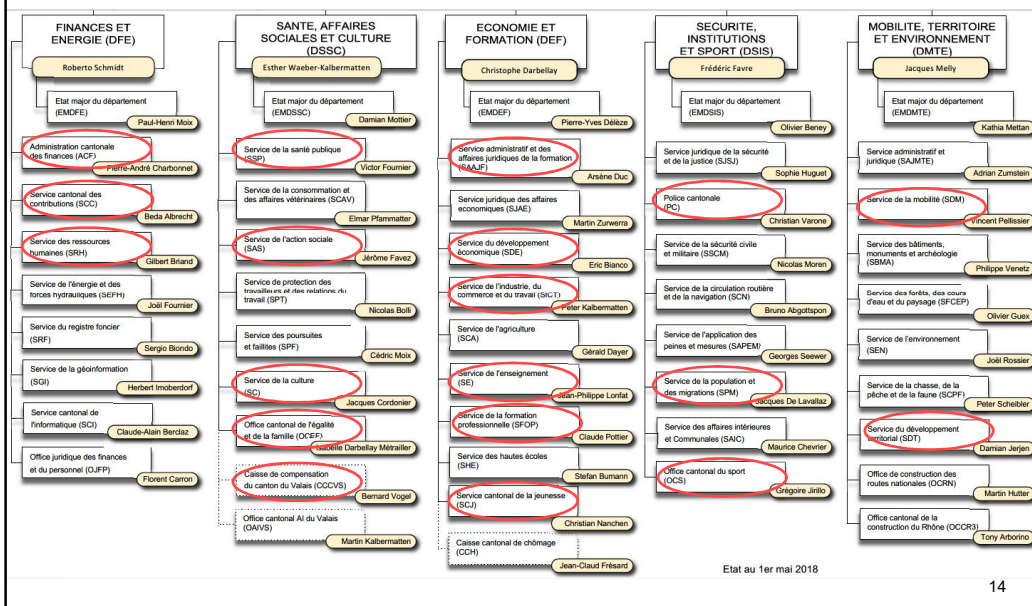 FINANCES ET
ENERGIE (DFE)
Roberto Schmidt
Etat major du département
(EMDFE)
Paul-Henri Moix
Administration cantonale
des finances (ACF)
Pierre-André Charbonnet
Service cantonal des
contributions (SCC)
Beda Albrecht
Service des ressources
humaines (SRH)
Gilbert Briand
Service de l'énergie et des
forces hydrauliques (SEFH)
Joël Fournier
Service du registre foncier
(SRF)
Sergio Biondo
Service de la géoinformation
(SGI)
Herbert Imoberdorf
Service cantonal de
l'informatique (SCI)
Claude-Alain Berclaz
Office juridique des finances
et du personnel (OJFP)
Florent Carron
SANTE, AFFAIRES
SOCIALES ET CULTURE
(DSSC)
Esther Waeber-Kalbermatten
Etat major du département
(EMDSSC)
Damian Mottier
Service de la santé publique
(SSP)
Victor Fournier
Service de la consommation et
des affaires vétérinaires (SCAV)
Elmar Pfammatter
Service de l'action sociale
(SAS)
Jérôme Favez
Service de protection des
travailleurs et des relations du
travail (SPT)
Nicolas Bolli
Service des poursuites
et faillites (SPF)
Cédric Moix
Service de la culture
(SC)
Jacques Cordonier
Office cantonal de l'égalité
et de la famille (OCEF)
Isabelle Darbellay Métrailler
Caisse de compensation
du canton du Valais (CCCVS)
Bernard Vogel
Office cantonal AI du Valais
(OAIVS)
Martin Kalbermatten
ECONOMIE ET
FORMATION (DEF)
Christophe Darbellay
Etat major du département
(EMDEF)
Pierre-Yves Délèze
Service administratif et des
affaires juridiques de la formation
(SAAJF)
Arsène Duc
Service juridique des affaires
economiques (SJAE)
Martin Zurwerra
Service du développement
économique (SDE)
Eric Bianco
Service de l'industrie, du
commerce et du travail (SICT)
Peter Kalbermatten
Service de l'agriculture
(SCA)
Gérald Dayer
Service de l'enseignement
(SE)
Jean-Philippe Lonfat
Service de la formation
professionnelle (SFOP)
Claude Pottier
Service des hautes écoles
(SHE)
Stefan Bumann
Service cantonal de la jeunesse
(SCJ)
Christian Nanchen
Caisse cantonal de chômage
(CCH)
Jean-Claud Frésard
SECURITE,
INSTITUTIONS
ET SPORT (DSIS)
Frédéric Favre
Etat major du département
(EMDSIS)
Olivier Beney
Service juridique de la sécurité
et de la justice (SJSJ)
Sophie Huguet
Police cantonale
(PC)
Christian Varone
Service de la sécurité civile
et militaire (SSCM)
Nicolas Moren
Service de la circulation routière
et de la navigation (SCN)
Bruno Abgottspon
Service de l'application des
peines et mesures (SAPEM)
Georges Seewer
Service de la population et
des migrations (SPM)
Jacques De Lavallaz
Service des affaires intérieures
et Communales (SAIC)
Maurice Chevrier
Office cantonal du sport
(OCS)
Grégoire Jirillo
MOBILITE, TERRITOIRE
ET ENVIRONNEMENT
(DMTE)
Jacques Melly
Etat major du département
(EMDMTE)
Kathia Mettan
Service administratif et
juridique (SAJMTE)
Adrian Zumstein
Service de la mobilité (SDM)
Vincent Pellissier
Service des bâtiments,
monuments et archéologie
(SBMA)
Philippe Venetz
Service des forêts, des cours
d'eau et du paysage (SFCEP)
Olivier Guex
Service de l'environnement
(SEN)
Joël Rossier
Service de la chasse, de la
pêche et de la faune (SCPF)
Peter Scheibler
Service du développement
territorial (SDT)
Damian Jerjen
Office de construction des
routes nationales (OCRN)
Martin Hutter
Office cantonal de la
construction du Rhône (OCCR3)
Tony Arborino
Etat au 1er mai 2018
14